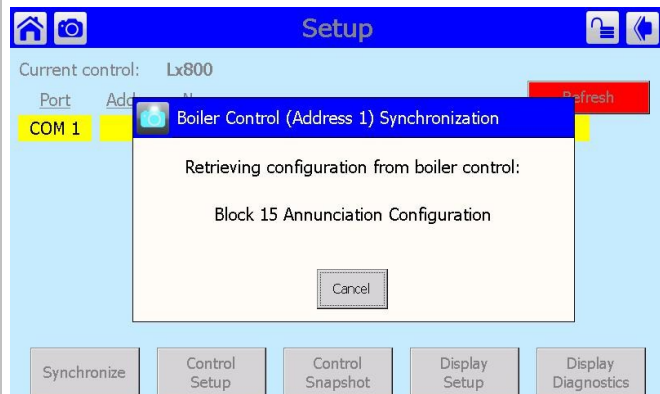 Setup
Current control: Lx800
Port
COM 1
Refresh
Boiler Control (Address 1) Synchronization
Retrieving configuration from boiler control:
Block 15 Annunciation Configuration
Cancel
Synchronize
Control
Setup
Control
Snapshot
Display
Setup
Display
Diagnostics